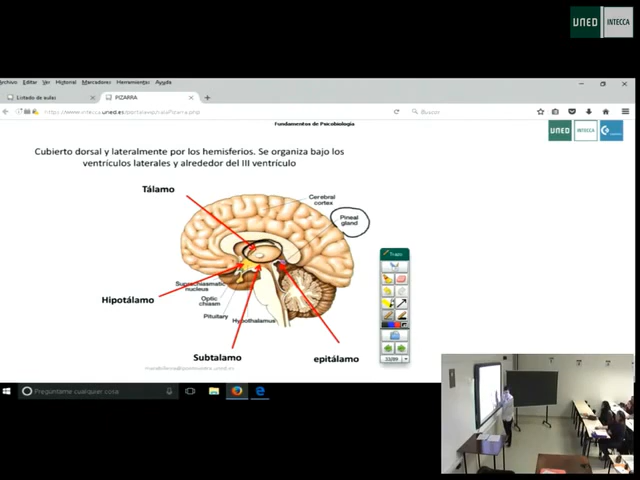 UNED
INTECCA
Archivo Editar Ver Historial Marcadores Herramientas Ayuda
Listado de aulas
PIZARRA
Buscar
Fundamentos de Psicobiología
UNED
INTECCA
Cubierto dorsal y lateralmente por los hemisferios. Se organiza bajo los
ventrículos laterales y alrededor del III ventrículo
Tálamo
Cerebral
cortex
Pineal
gland
Trazo
Suprachiasmatic
nucleus
Hipotálamo
Optic
chiasm
Pituitary
Hypothalamus
Subtalamo
epitálamo
Pregúntame cualquier cosa